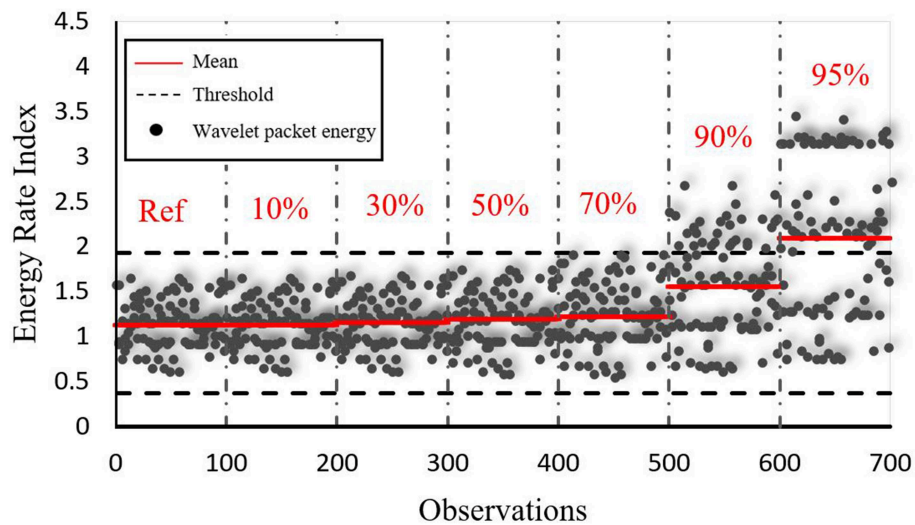 4.5
4
3.5
3
2.5
2
1.5
1
0.5
0
Energy Rate Index
Mean
Threshold
Wavelet packet energy
Ref
10%
30%
50%
70%
90%
95%
0 100 200 300 400 500 600 700
Observations